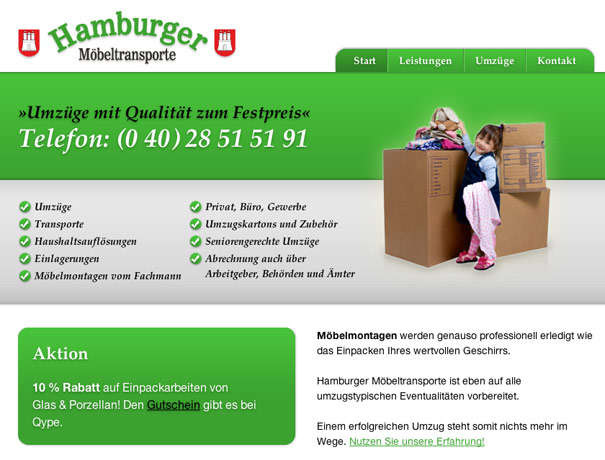 Hamburger
Möbeltransporte
Start
Leistungen
Umzüge
Kontakt
»Umzüge mit Qualität zum Festpreis«
Telefon: (0 40) 28 51 51 91
Umzüge
Transporte
Haushaltsauflösungen
Einlagerungen
Möbelmontagen vom Fachmann
Privat, Büro, Gewerbe
Umzugskartons und Zubehör
Seniorengerechte Umzüge
Abrechnung auch über
Arbeitgeber, Behörden und Ämter
Aktion
10 % Rabatt auf Einpackarbeiten von
Glas & Porzellan! Den Gutschein gibt es bei
Qype.
Möbelmontagen werden genauso professionell erledigt wie
das Einpacken Ihres wertvollen Geschirrs.
Hamburger Möbeltransporte ist eben auf alle
umzugstypischen Eventualitäten vorbereitet.
Einem erfolgreichen Umzug steht somit nichts mehr im
Wege. Nutzen Sie unsere Erfahrung!